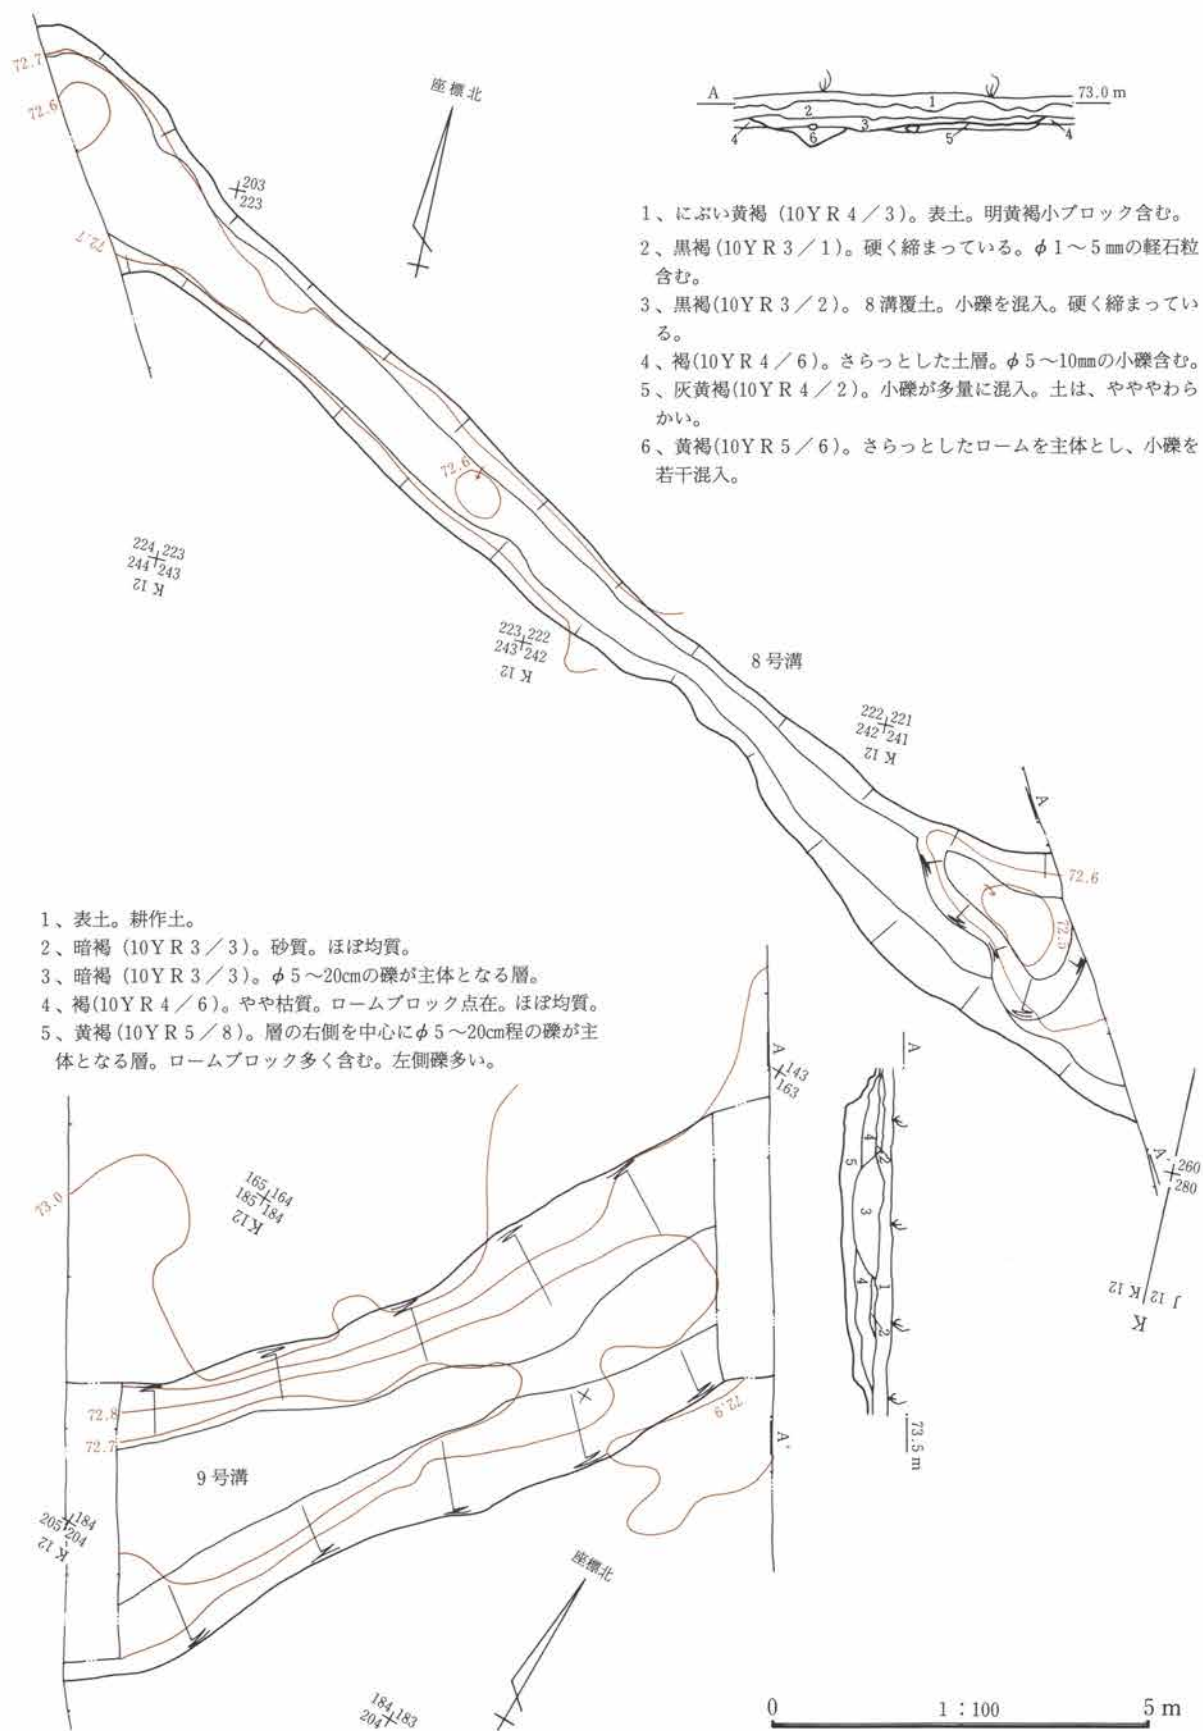 72.7
72.6
座標北
203
223
72.7
A
73.0 m
1
2
3
4
4
5
6
1、にぶい黄褐 (10YR4／3)。表土。明黄褐小ブロック含む。
2、黒褐(10YR3／1)。硬く締まっている。φ1～5㎜の軽石粒
含む。
3、黒褐(10YR3／2)。8溝覆土。小礫を混入。硬く締まってい
る。
4、褐(10YR4／6)。さらっとした土層。φ5～10㎜の小礫含む。
5、灰黄褐(10YR4／2)。小礫が多量に混入。土は、やややわら
かい。
6、黄褐(10YR5／6)。さらっとしたロームを主体とし、小礫を
若干混入。
72.6
224 223
244 243
K 12
223 222
243 242
K 12
8号溝
222 221
242 241
K 12
A
72.6
72.5
A'
260
280
J 12 K 12
K
1、表土。耕作土。
2、暗褐 (10YR3／3)。砂質。ほぼ均質。
3、暗褐 (10YR3／3)。φ5～20㎝の礫が主体となる層。
4、褐(10YR4／6)。やや枯質。ロームブロック点在。ほぼ均質。
5、黄褐(10YR5／8)。層の右側を中心にφ5～20㎝程の礫が主
体となる層。ロームブロック多く含む。左側礫多い。
A
143
163
A
4
5
2
3
4
1
2
73.5 m
73.0
165 164
185 184
K12
72.8
72.7
72.9
A'
9号溝
184
205 204
K 12
座標北
184 183
204
0 1：100 5 m